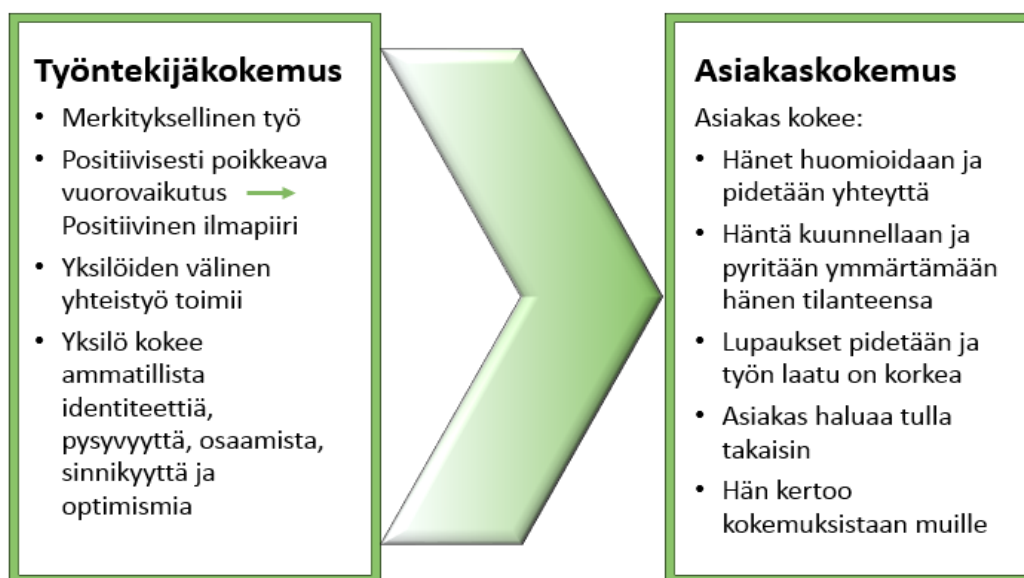 Työntekijäkokemus
• Merkityksellinen työ
• Positiivisesti poikkeava
vuorovaikutus →
Positiivinen ilmapiiri
• Yksilöiden välinen
yhteistyö toimii
• Yksilö kokee
ammatillista
identiteettiä,
pysyvyyttä, osaamista,
sinnikyyttä ja
optimismia
Asiakaskokemus
Asiakas kokee:
• Hänet huomioidaan ja
pidetään yhteyttä
• Häntä kuunnellaan ja
pyritään ymmärtämään
hänen tilanteensa
• Lupaukset pidetään ja
työn laatu on korkea
• Asiakas haluaa tulla
takaisin
• Hän kertoo
kokemuksistaan muille